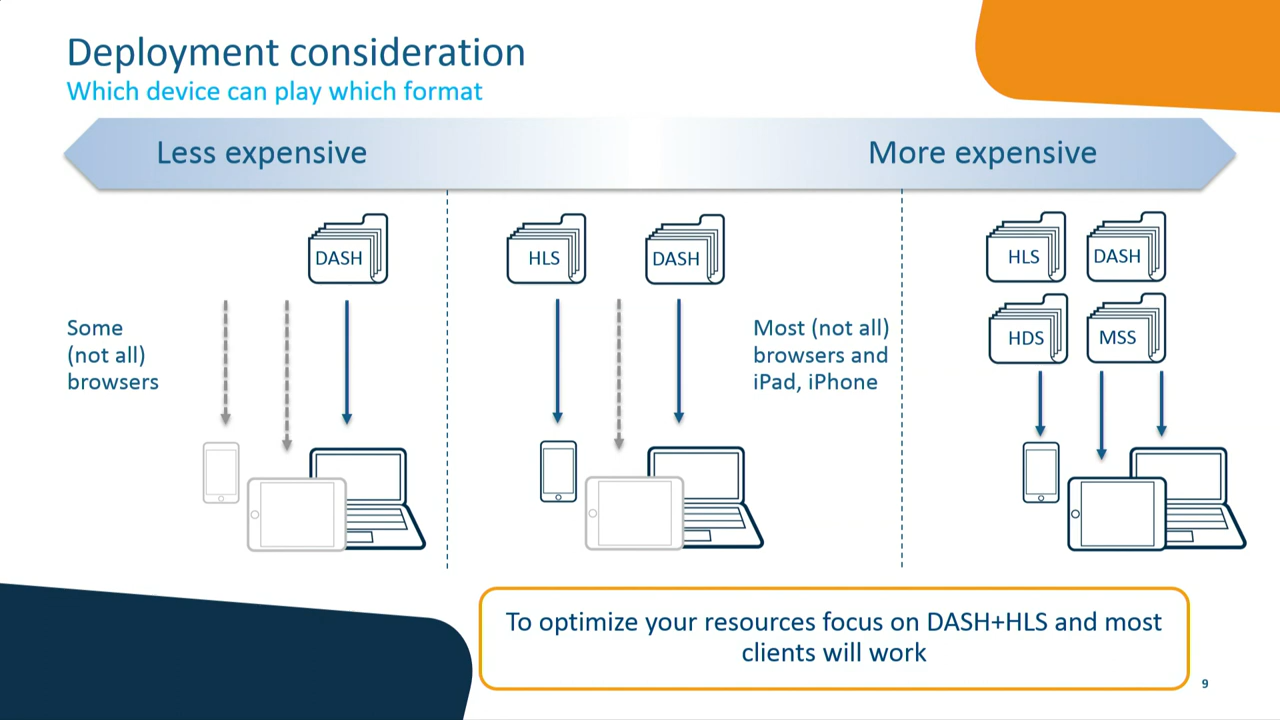 Deployment consideration
Which device can play which format
Less expensive
More expensive
DASH
Some
(not all)
browsers
HLS
DASH
Most (not all)
browsers and
iPad, iPhone
HLS
DASH
HDS
MSS
To optimize your resources focus on DASH+HLS and most
clients will work
9